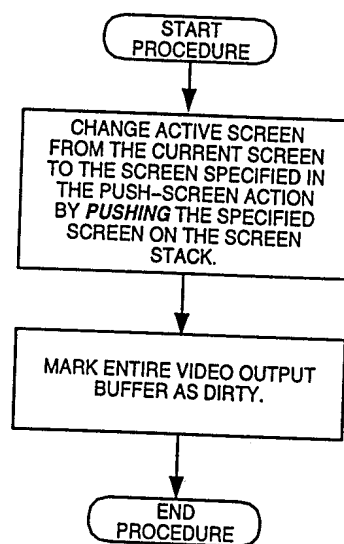 START
PROCEDURE
CHANGE ACTIVE SCREEN
FROM THE CURRENT SCREEN
TO THE SCREEN SPECIFIED IN
THE PUSH-SCREEN ACTION
BY PUSHING THE SPECIFIED
SCREEN ON THE SCREEN
STACK.
MARK ENTIRE VIDEO OUTPUT
BUFFER AS DIRTY.
END
PROCEDURE